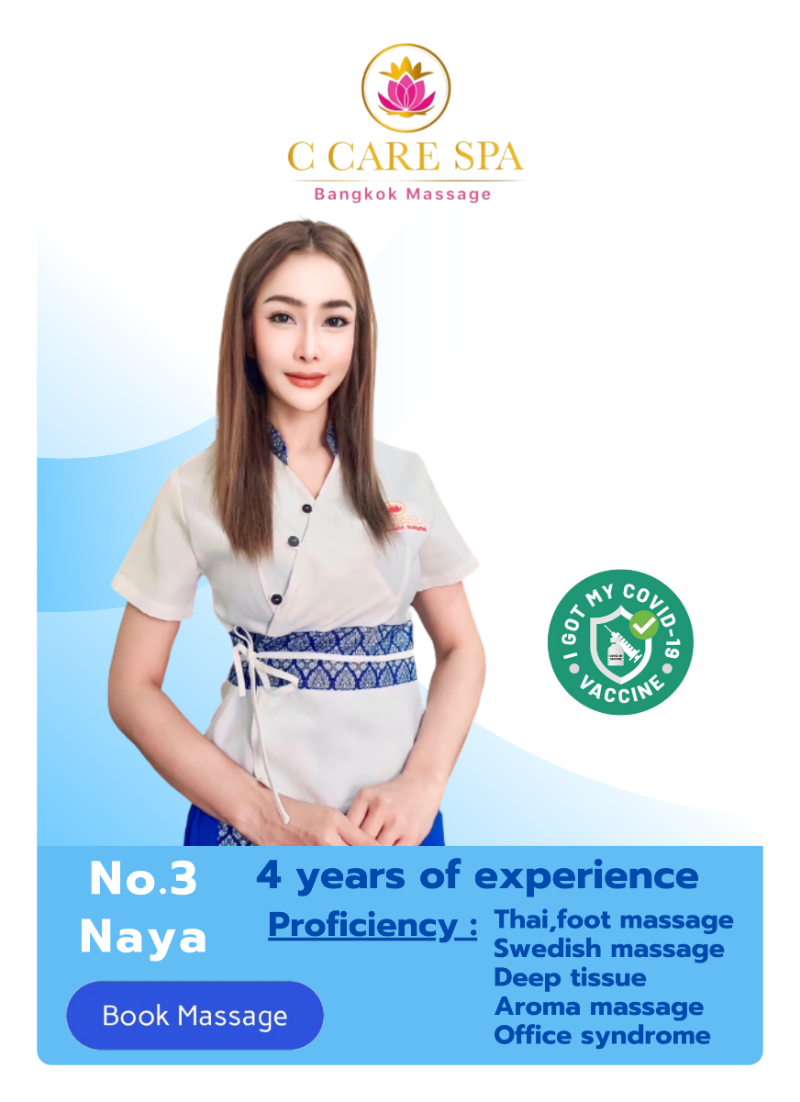 C CARE SPA
Bangkok Massage
I GOT MY COVID-19
VACCINE
No.3
Naya
4 years of experience
Proficiency :
Thai,foot massage
Swedish massage
Deep tissue
Aroma massage
Office syndrome
Book Massage